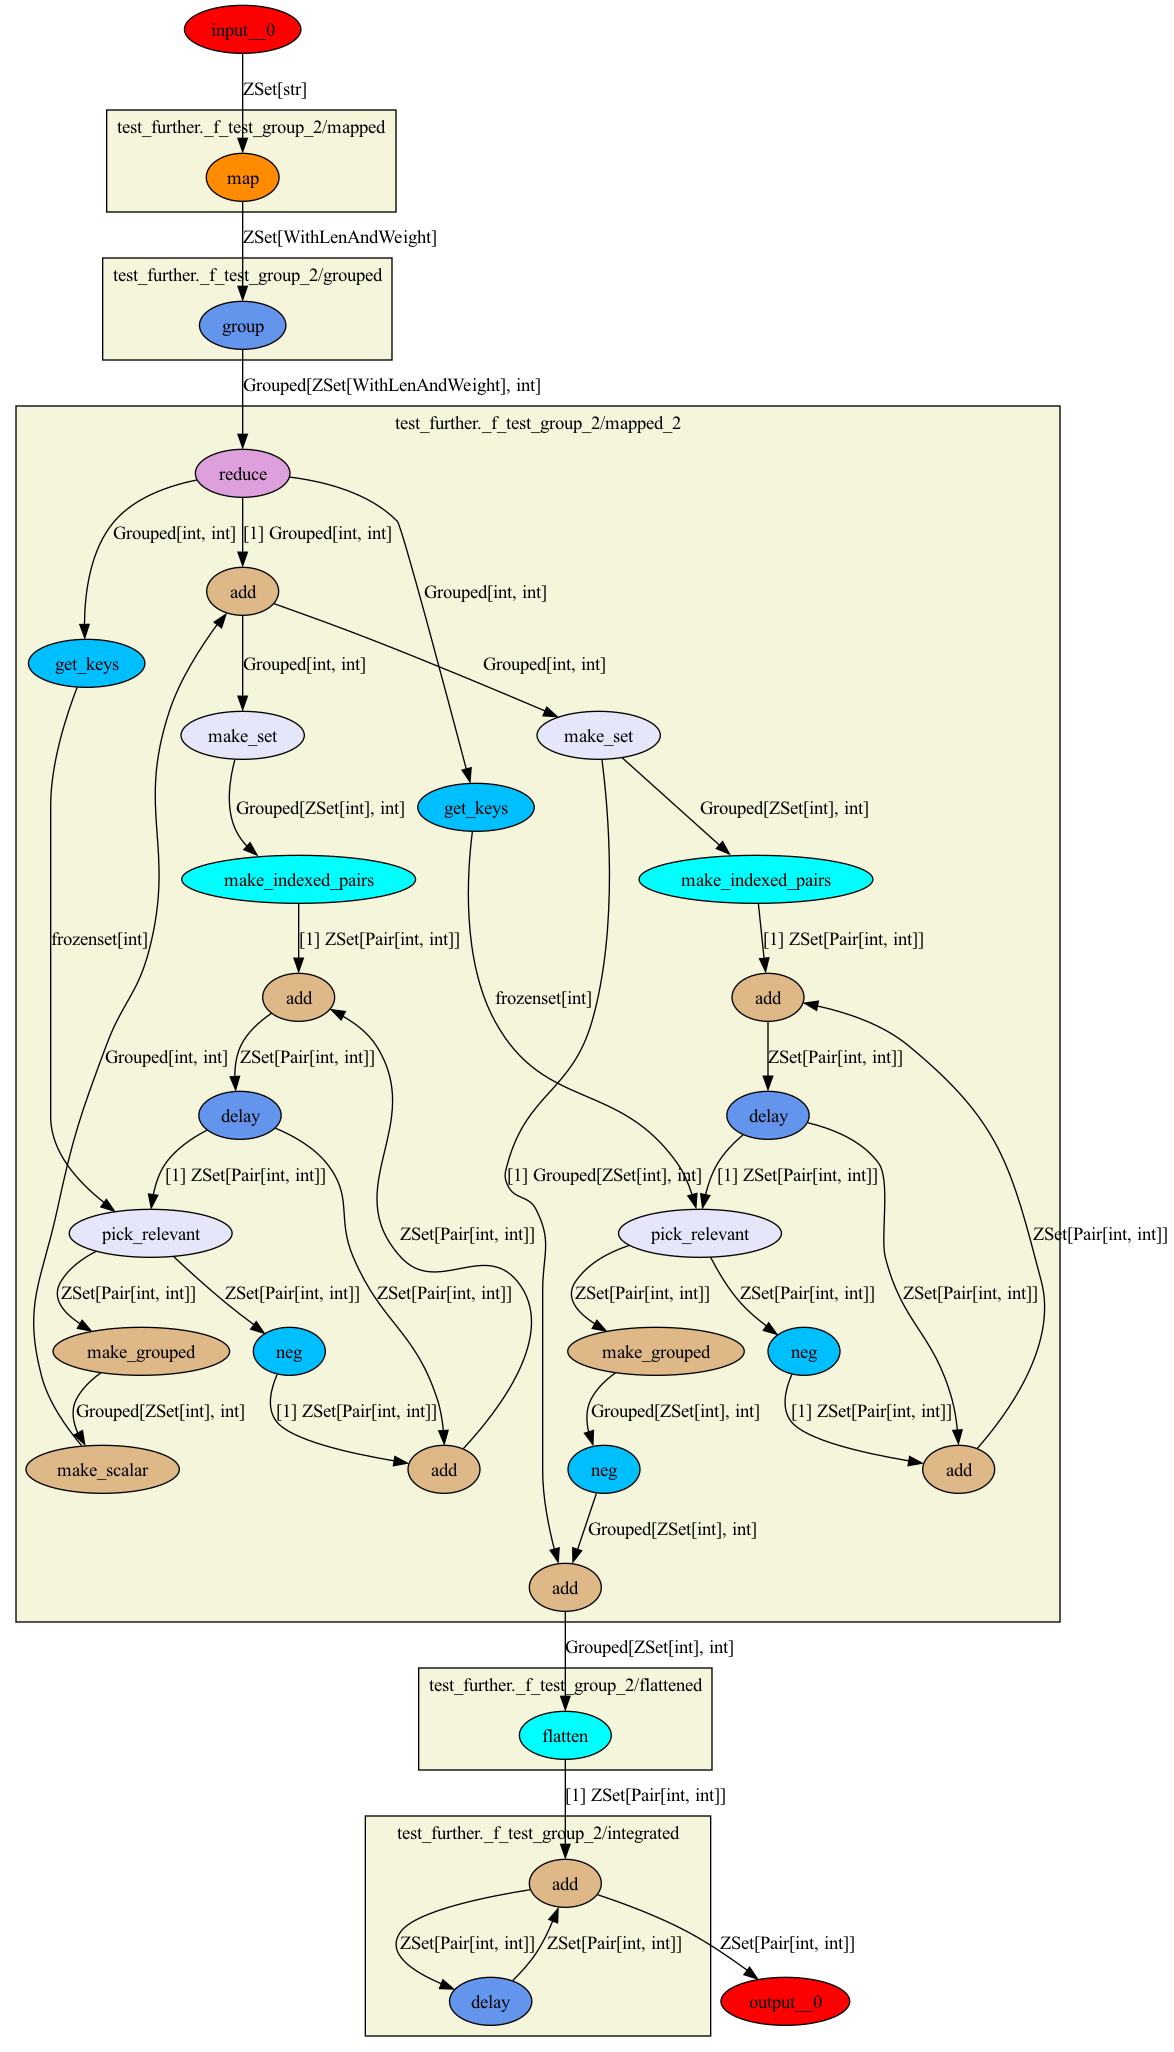 input__0
ZSet[str]
test_further._f_test_group_2/mapped
map
ZSet[WithLenAndWeight]
test_further._f_test_group_2/grouped
group
Grouped[ZSet[WithLenAndWeight], int]
test_further._f_test_group_2/mapped_2
reduce
Grouped[int, int]
[1] Grouped[int, int]
add
Grouped[int, int]
get_keys
Grouped[int, int]
Grouped[int, int]
make_set
make_set
Grouped[ZSet[int], int]
get_keys
Grouped[ZSet[int], int]
make_indexed_pairs
make_indexed_pairs
frozenset[int]
[1] ZSet[Pair[int, int]]
[1] ZSet[Pair[int, int]]
add
frozenset[int]
add
Grouped[int, int]
ZSet[Pair[int, int]]
ZSet[Pair[int, int]]
delay
delay
[1] ZSet[Pair[int, int]]
[1] Grouped[ZSet[int], int]
[1] ZSet[Pair[int, int]]
pick_relevant
ZSet[Pair[int, int]]
pick_relevant
ZSet[Pair[int, int]]
ZSet[Pair[int, int]]
ZSet[Pair[int, int]]
ZSet[Pair[int, int]]
ZSet[Pair[int, int]]
ZSet[Pair[int, int]]
ZSet[Pair[int, int]]
make_grouped
neg
make_grouped
neg
Grouped[ZSet[int], int]
[1] ZSet[Pair[int, int]]
Grouped[ZSet[int], int]
[1] ZSet[Pair[int, int]]
make_scalar
add
neg
add
Grouped[ZSet[int], int]
add
Grouped[ZSet[int], int]
test_further._f_test_group_2/flattened
flatten
[1] ZSet[Pair[int, int]]
test_further._f_test_group_2/integrated
add
ZSet[Pair[int, int]]
ZSet[Pair[int, int]]
ZSet[Pair[int, int]]
delay
output__0